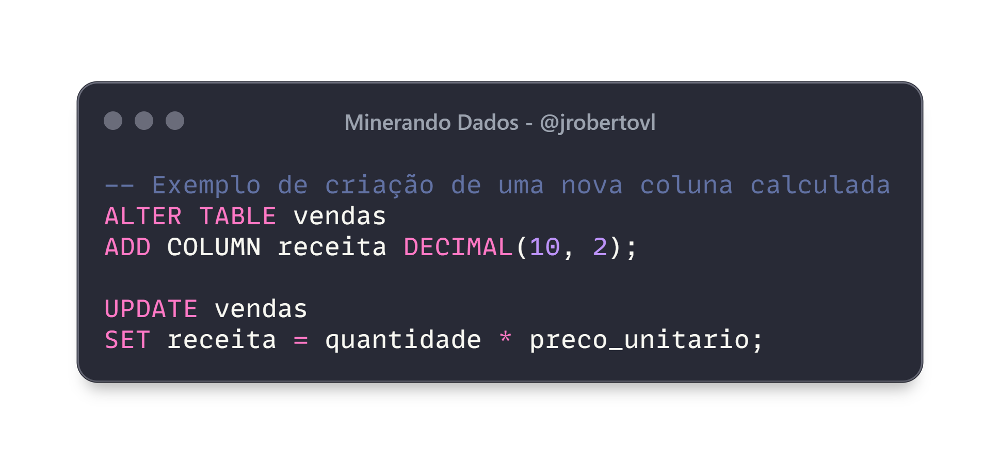 Minerando Dados - @jrobertovl
-- Exemplo de criação de uma nova coluna calculada
ALTER TABLE vendas
ADD COLUMN receita DECIMAL(10, 2);
UPDATE vendas
SET receita = quantidade * preco_unitario;